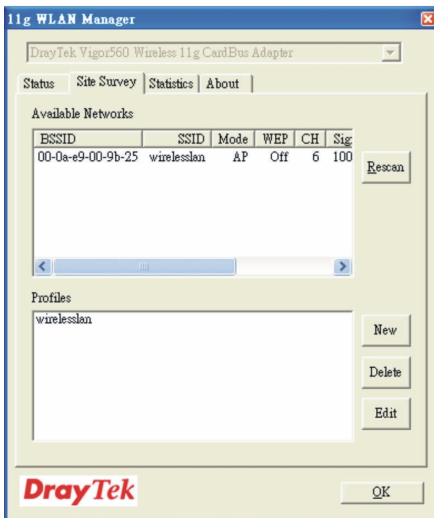 11g WLAN Manager
DrayTek Vigor560 Wireless 11g CardBus Adapter
Status Site Survey Statistics About
Available Networks
BSSID SSID Mode WEP CH Sig
00-0a-e9-00-9b-25 wirelesslan AP Off 6 100
Rescan
Profiles
wirelesslan
New
Delete
Edit
DrayTek
OK